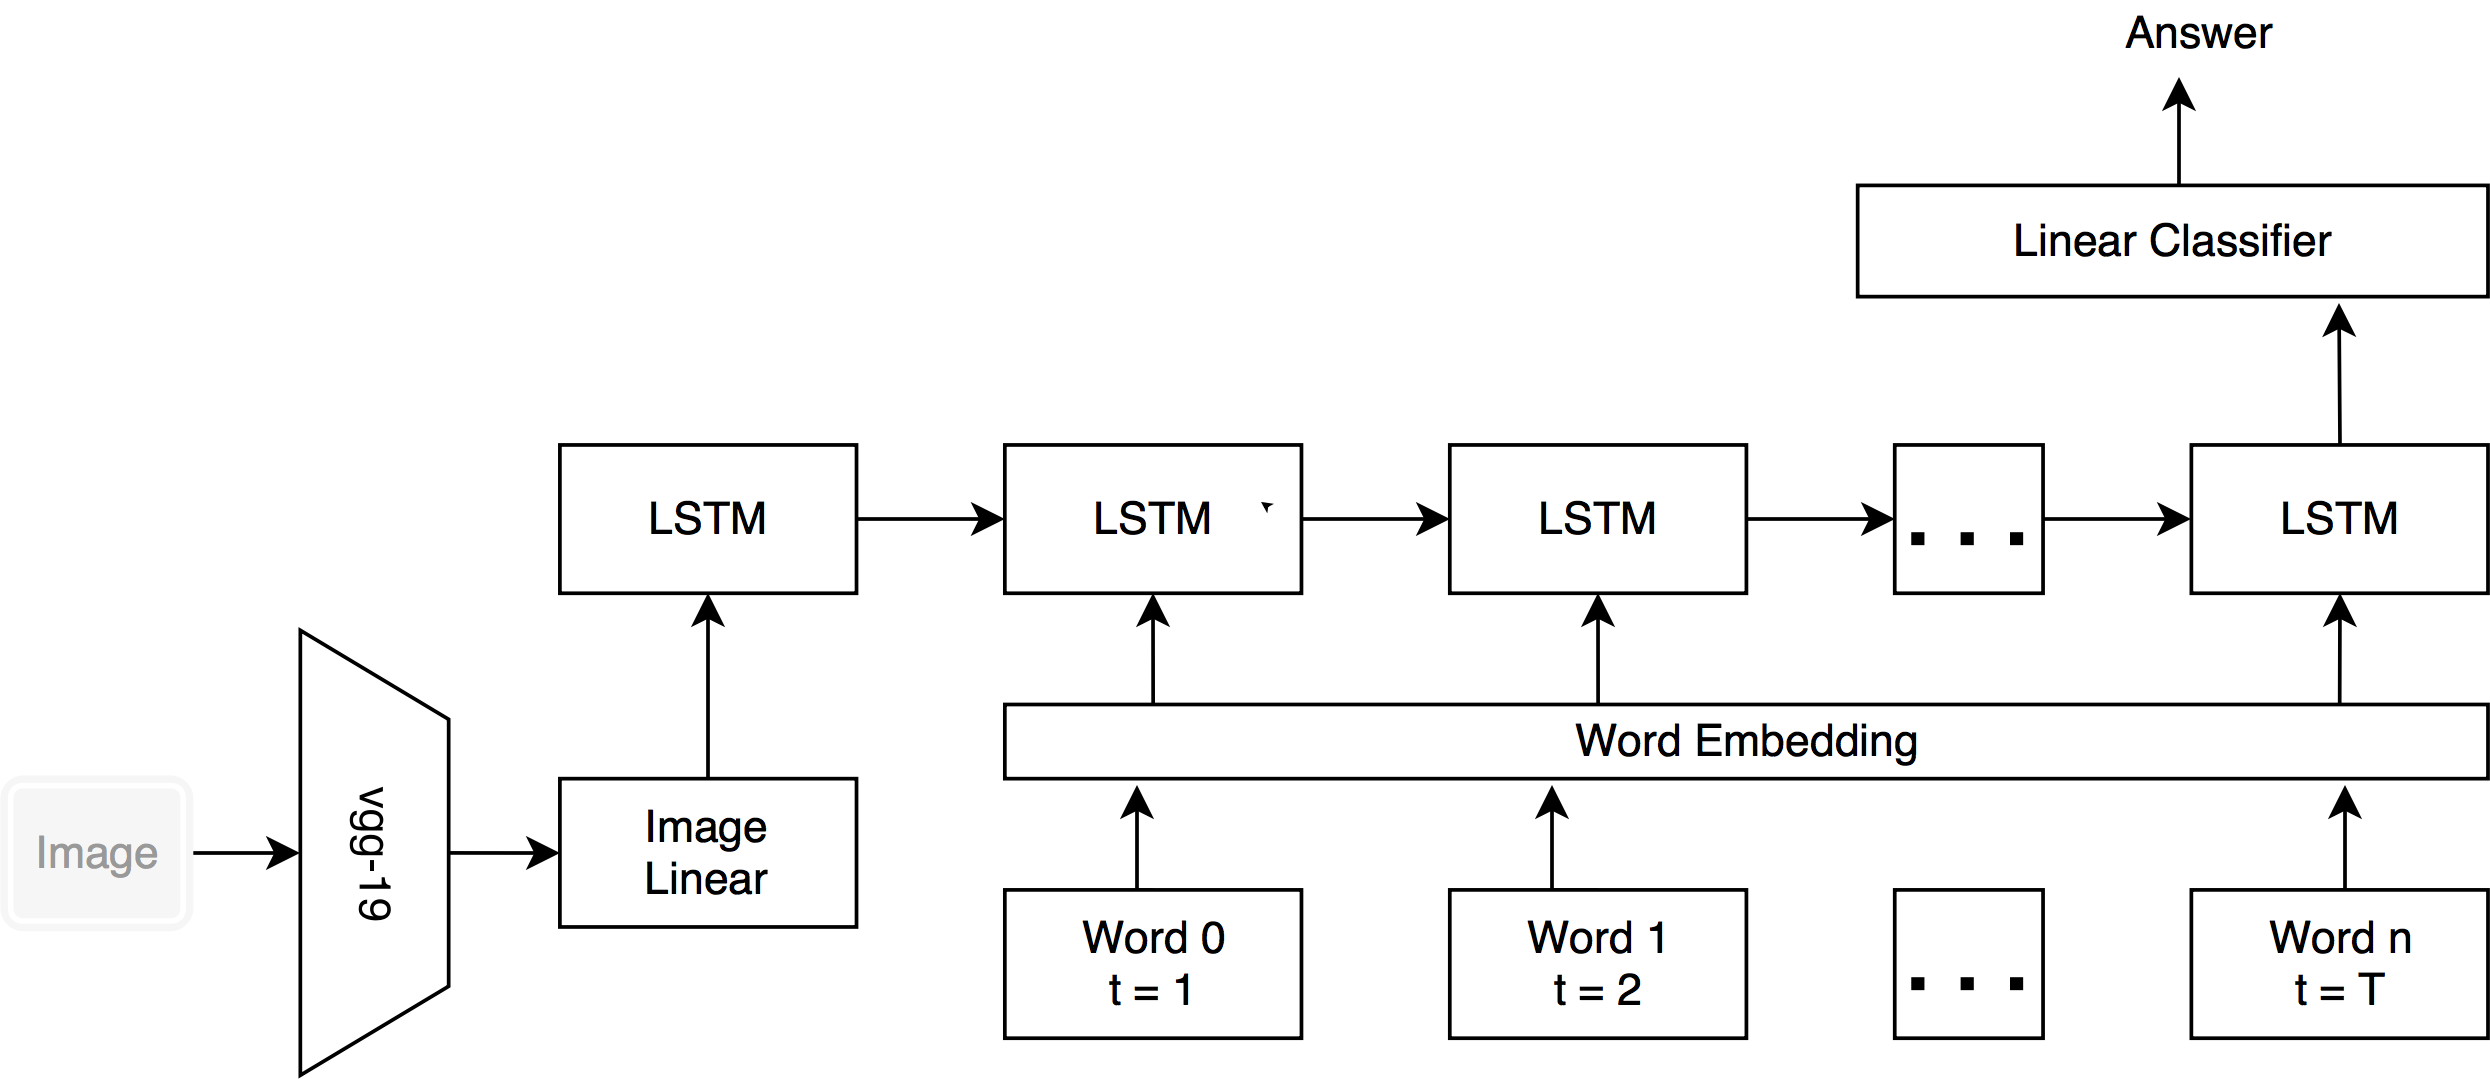 Answer
Linear Classifier
LSTM
LSTM
LSTM
. . .
LSTM
Word Embedding
Image
vgg-19
Image
Linear
Word 0
t = 1
Word 1
t = 2
. . .
Word n
t = T